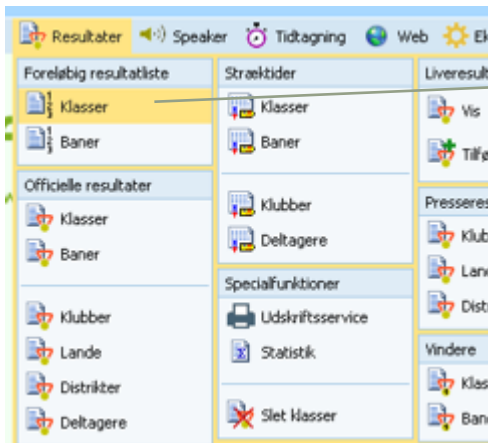 Resultater Speaker Tidtagning Web
Foreløbig resultatliste
Klasser
Baner
Officielle resultater
Klasser
Baner
Klubber
Lande
Distrikter
Deltagere
Stræktider
Klasser
Baner
Klubber
Deltagere
Specialfunktioner
Udskriftsservice
Statistik
Slet klasser
Vis
Vindere